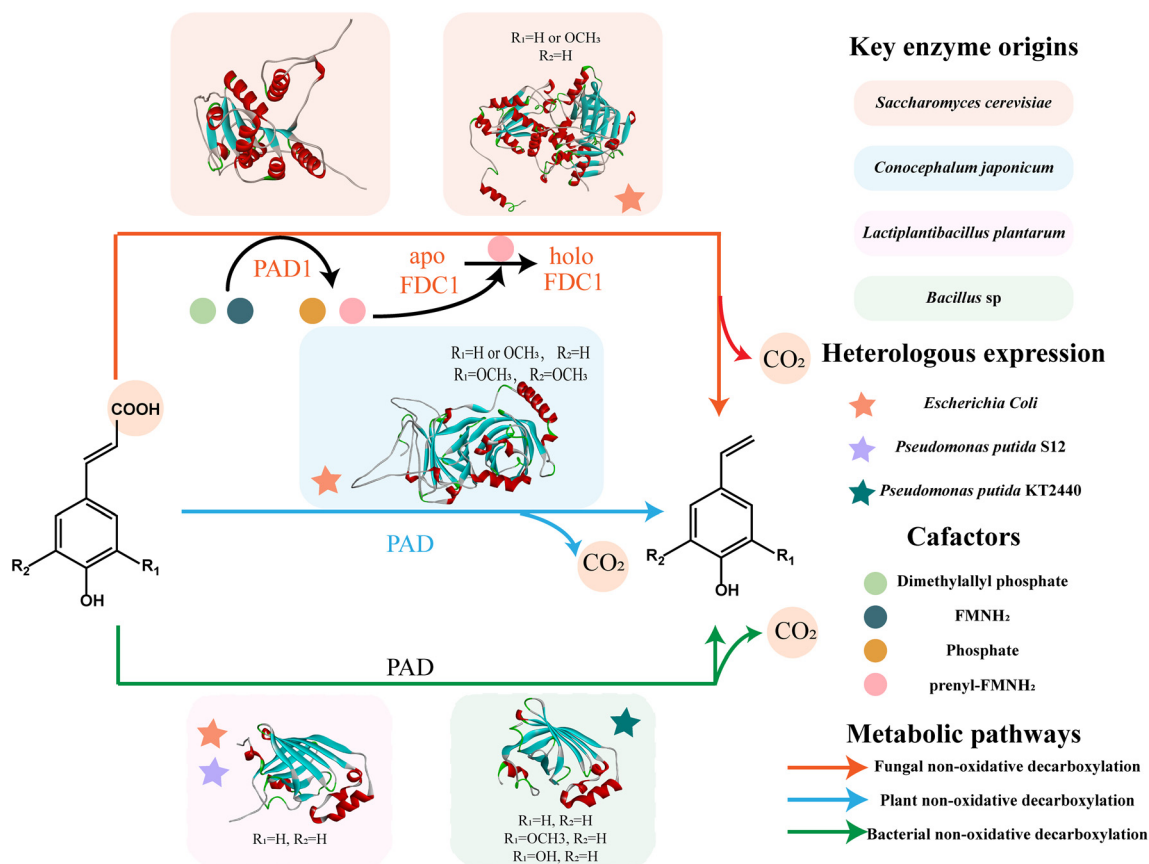 R₁=H or OCH₃
R₂=H
PAD1
apo
FDC1
holo
FDC1
CO₂
R₁=H or OCH₃, R₂=H
R₁=OCH₃, R₂=OCH₃
COOH
R₂
R₁
OH
PAD
CO₂
R₂
R₁
OH
PAD
CO₂
R₁=H, R₂=H
R₁=H, R₂=H
R₁=OCH3, R₂=H
R₁=OH, R₂=H
Key enzyme origins
Saccharomyces cerevisiae
Conocephalum japonicum
Lactiplantibacillus plantarum
Bacillus sp
Heterologous expression
Escherichia Coli
Pseudomonas putida S12
Pseudomonas putida KT2440
Cafactors
Dimethylallyl phosphate
FMNH₂
Phosphate
prenyl-FMNH₂
Metabolic pathways
Fungal non-oxidative decarboxylation
Plant non-oxidative decarboxylation
Bacterial non-oxidative decarboxylation